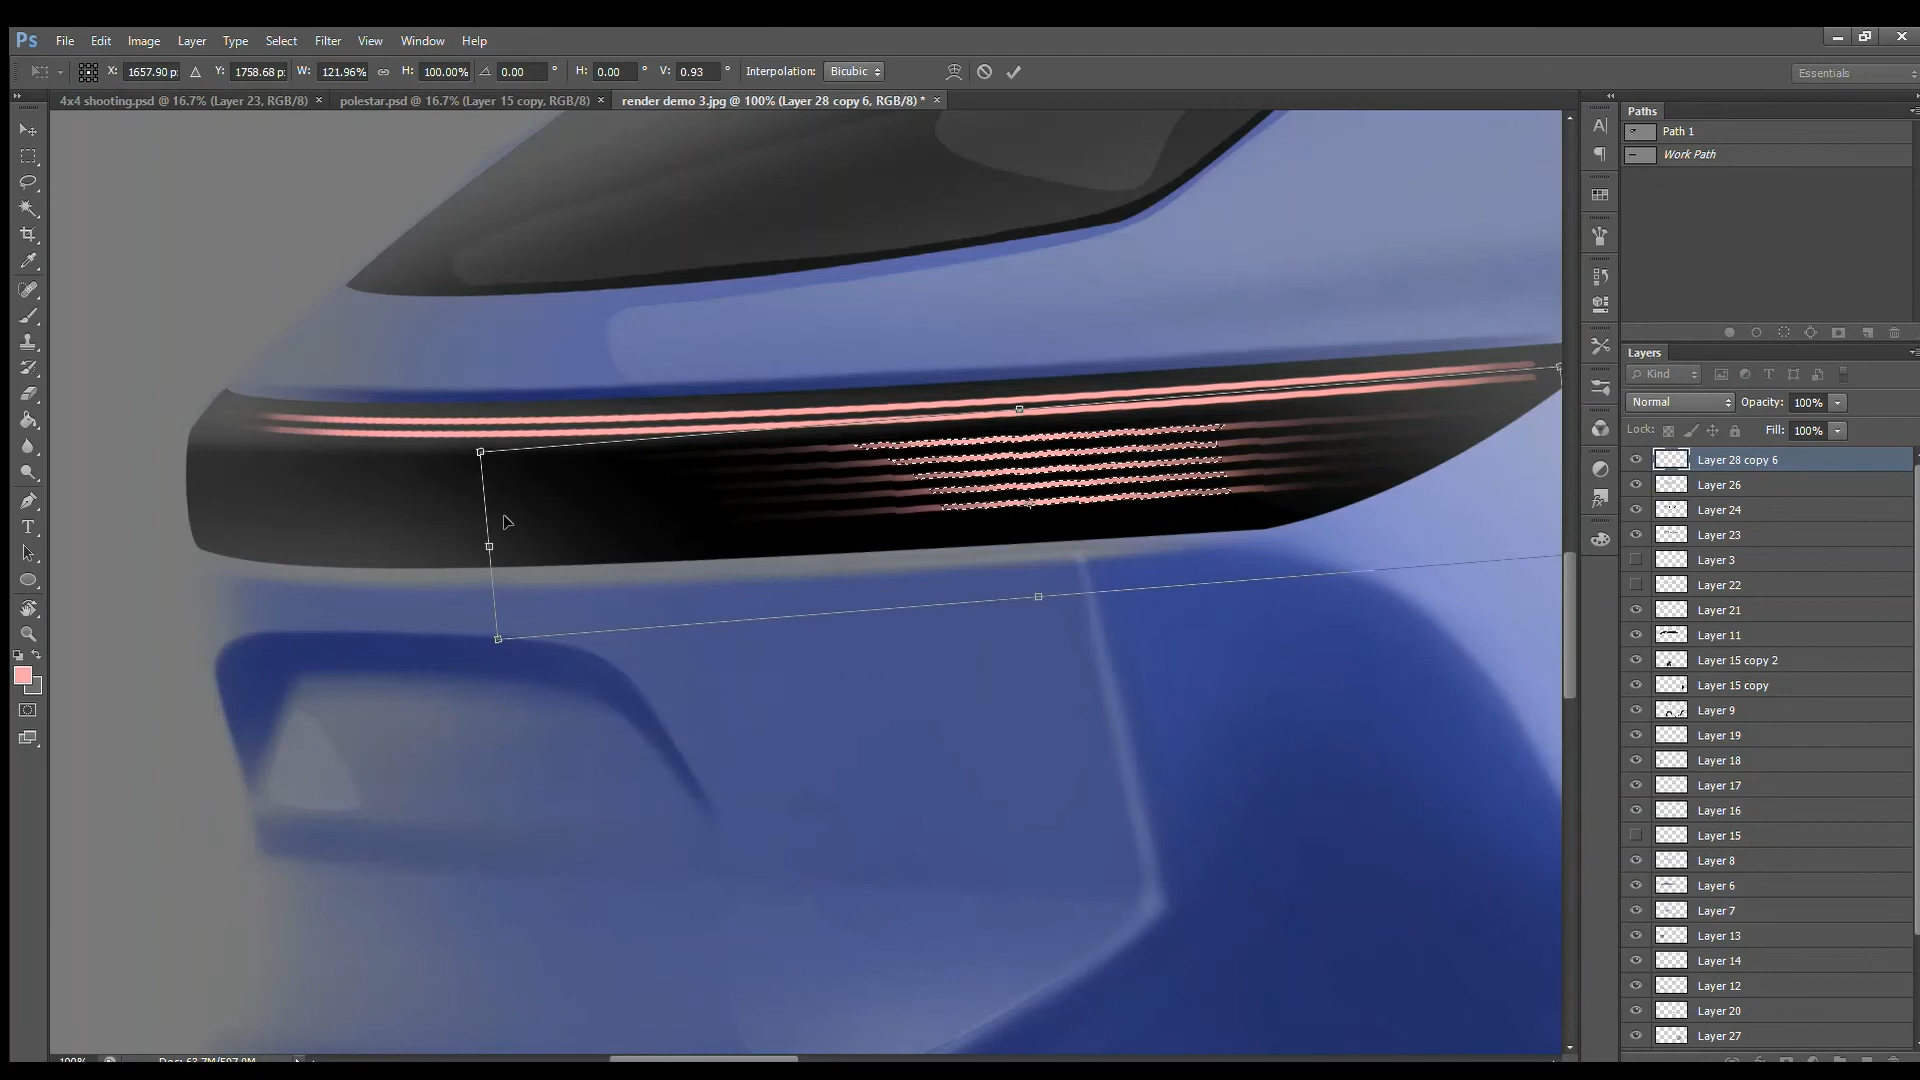 Ps File Edit Image Layer Type Select Filter View Window Help
X: 1657.90 p: Y: 1758.68 p: W: 121.96% H: 100.00% 0.00 ° H: 0.00 ° V: 0.93 ° Interpolation: Bicubic Essentials
4x4 shooting.psd @ 16.7% (Layer 23, RGB/8) × polestar.psd @ 16.7% (Layer 15 copy, RGB/8) × render demo 3.jpg @ 100% (Layer 28 copy 6, RGB/8) * ×
Paths
Path 1
Work Path
Layers
Kind
Normal Opacity: 100%
Lock: Fill: 100%
Layer 28 copy 6
Layer 26
Layer 24
Layer 23
Layer 3
Layer 22
Layer 21
Layer 11
Layer 15 copy 2
Layer 15 copy
Layer 9
Layer 19
Layer 18
Layer 17
Layer 16
Layer 15
Layer 8
Layer 6
Layer 7
Layer 13
Layer 14
Layer 12
Layer 20
Layer 27
100% Doc: 63.7M/597.9M